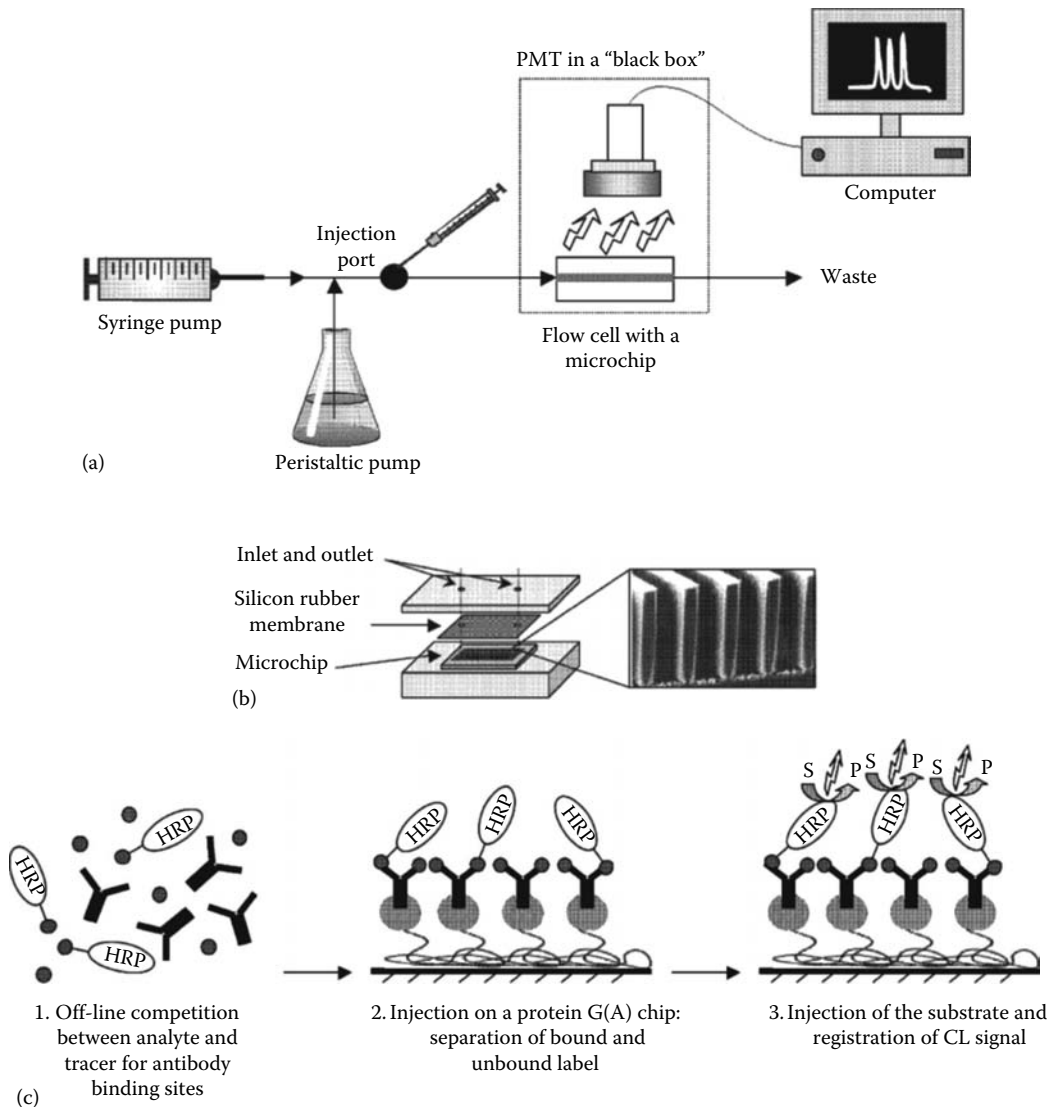 PMT in a “black box”
Computer
Injection
port
Syringe pump
Waste
Flow cell with a
microchip
Peristaltic pump
(a)
Inlet and outlet
Silicon rubber
membrane
Microchip
(b)
HRP
HRP
HRP
HRP
HRP
HRP
S
P
S
P
S
P
HRP
HRP
HRP
1. Off-line competition
between analyte and
tracer for antibody
binding sites
2. Injection on a protein G(A) chip:
separation of bound and
unbound label
3. Injection of the substrate and
registration of CL signal
(c)